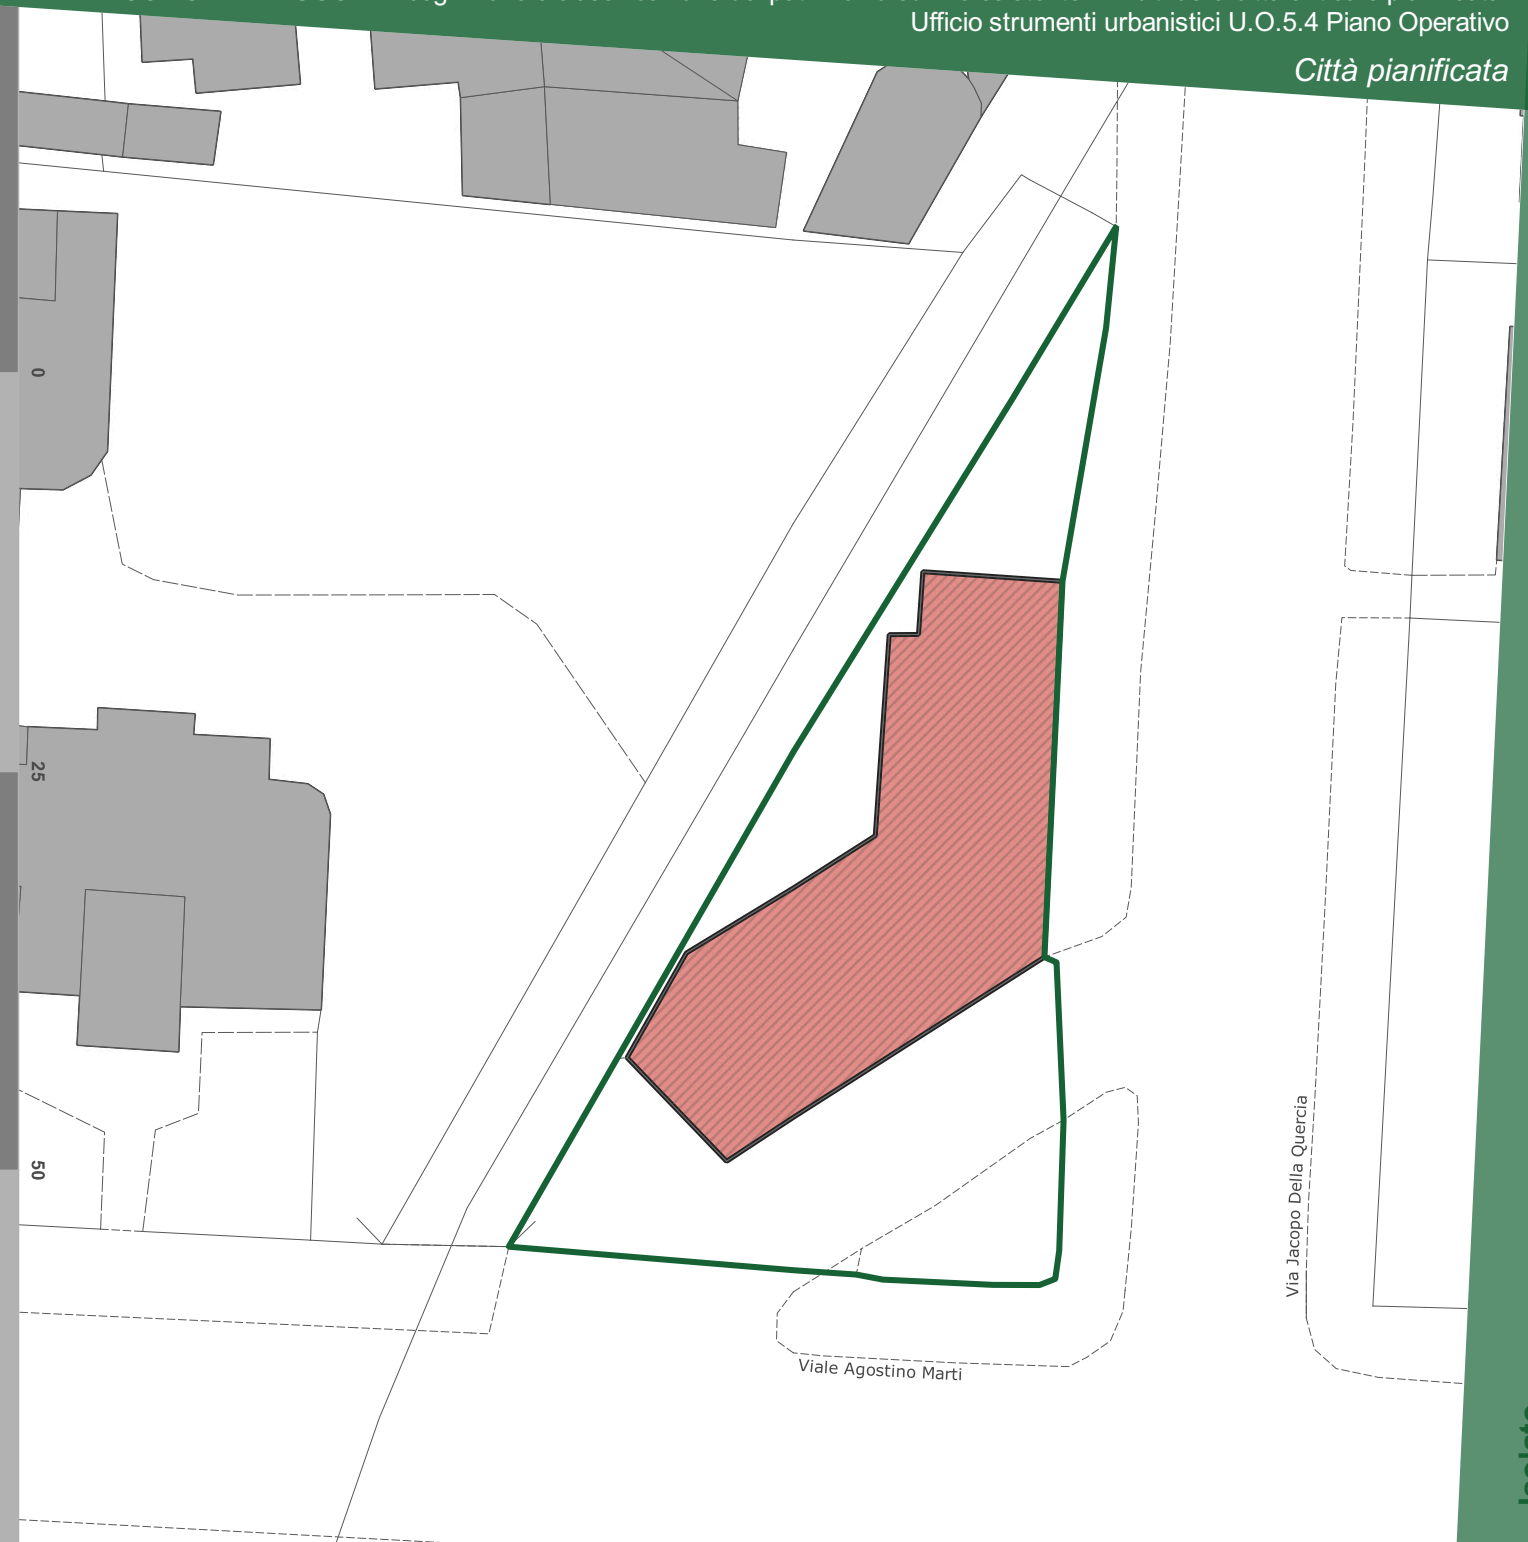 Ufficio strumenti urbanistici U.O.5.4 Piano Operativo
Città pianificata
0
25
50
Via Jacopo Della Quercia
Viale Agostino Marti